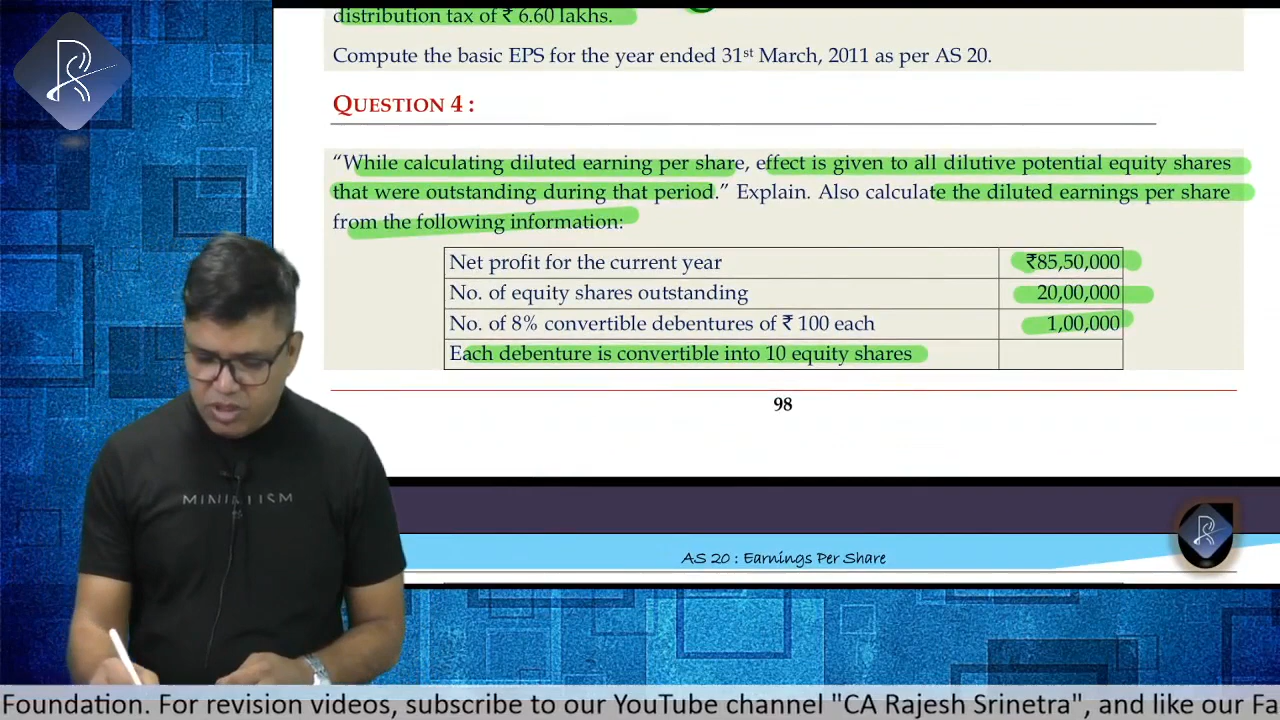 distribution tax of ₹ 6.60 lakhs.
Compute the basic EPS for the year ended 31st March, 2011 as per AS 20.
QUESTION 4 :
“While calculating diluted earning per share, effect is given to all dilutive potential equity shares
that were outstanding during that period.” Explain. Also calculate the diluted earnings per share
from the following information:
Net profit for the current year ₹85,50,000
No. of equity shares outstanding 20,00,000
No. of 8% convertible debentures of ₹ 100 each 1,00,000
Each debenture is convertible into 10 equity shares
98
MINIMLISM
AS 20 : Earnings Per Share
Foundation. For revision videos, subscribe to our YouTube channel "CA Rajesh Srinetra", and like our Fa